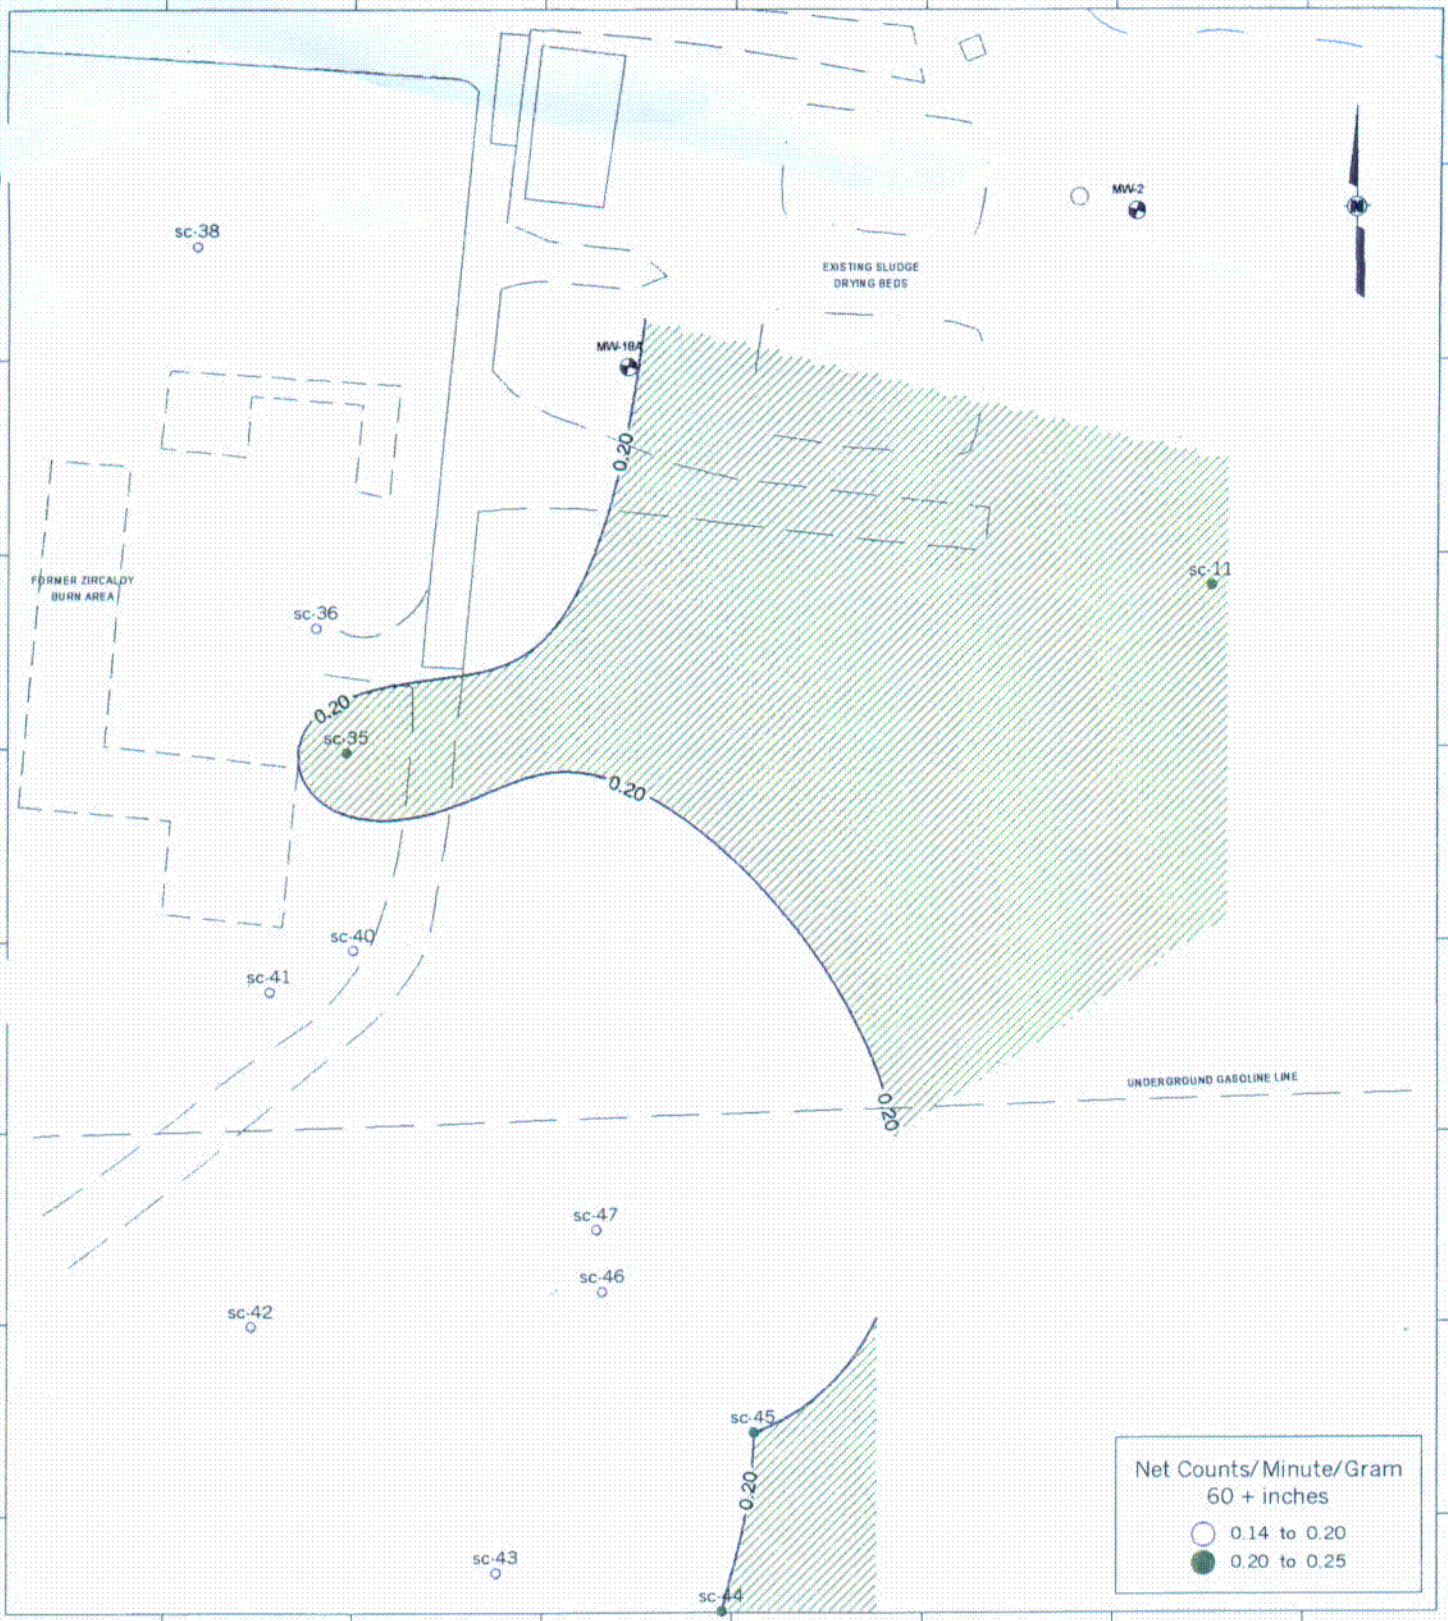 MW-2
N
sc-38
EXISTING SLUDGE
DRYING BEDS
MW-18A
0.20
sc-11
FORMER ZIRCALOY
BURN AREA
sc-36
0.20
sc-35
0.20
sc-40
sc-41
UNDERGROUND GASOLINE LINE
0.20
sc-47
sc-46
sc-42
sc-45
0.20
sc-43
sc-44
Net Counts/Minute/Gram
60 + inches
0.14 to 0.20
0.20 to 0.25